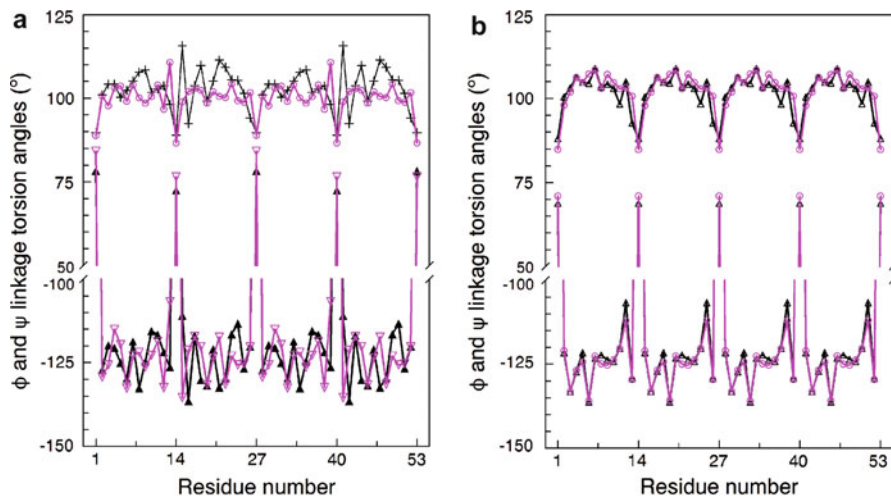 a
b
125
100
75
50
-100
-125
-150
ϕ and ψ linkage torsion angles (°)
1 14 27 40 53
Residue number
125
100
75
50
-100
-125
-150
ϕ and ψ linkage torsion angles (°)
1 14 27 40 53
Residue number